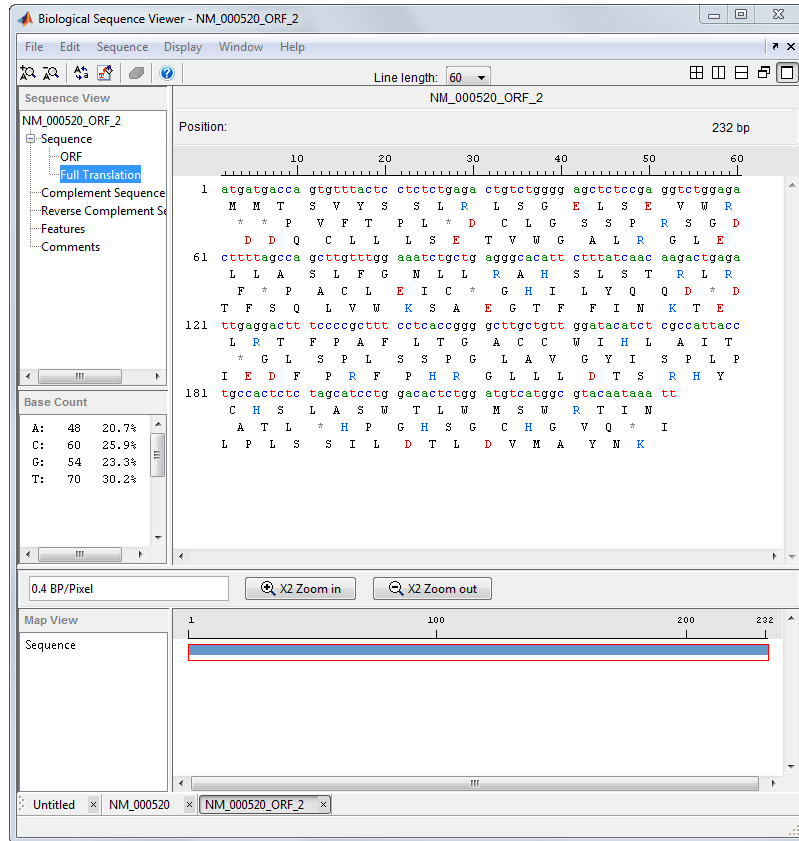 Biological Sequence Viewer - NM_000520_ORF_2
File Edit Sequence Display Window Help
Line length: 60
Sequence View
NM_000520_ORF_2
Sequence
ORF
Full Translation
Complement Sequence
Reverse Complement Se
Features
Comments
Base Count
A: 48 20.7%
C: 60 25.9%
G: 54 23.3%
T: 70 30.2%
NM_000520_ORF_2
Position: 232 bp
10 20 30 40 50 60
1 atgatgacca gtgtttactc ctctctgaga ctgtctgggg agctctccga ggtctggaga
M M T S V Y S S L R L S G E L S E V W R
* * P V F T P L * D C L G S S P R S G D
D D Q C L L L S E T V W G A L R G L E
61 cttttagcca gcttgtttgg aaatctgctg agggcacatt ctttatcaac aagactgaga
L L A S L F G N L L R A H S L S T R L R
F * P A C L E I C * G H I L Y Q Q D * D
T F S Q L V W K S A E G T F F I N K T E
121 ttgaggactt tccccgcttt cctcaccggg gcttgctgtt ggatacatct cgccattacc
L R T F P A F L T G A C C W I H L A I T
* G L S P L S S P G L A V G Y I S P L P
I E D F P R F P H R G L L L D T S R H Y
181 tgccactctc tagcatcctg gacactctgg atgtcatggc gtacaataaa tt
C H S L A S W T L W M S W R T I N
A T L * H P G H S G C H G V Q * I
L P L S S I L D T L D V M A Y N K
0.4 BP/Pixel X2 Zoom in X2 Zoom out
Map View
Sequence
1 100 200 232
Untitled NM_000520 NM_000520_ORF_2